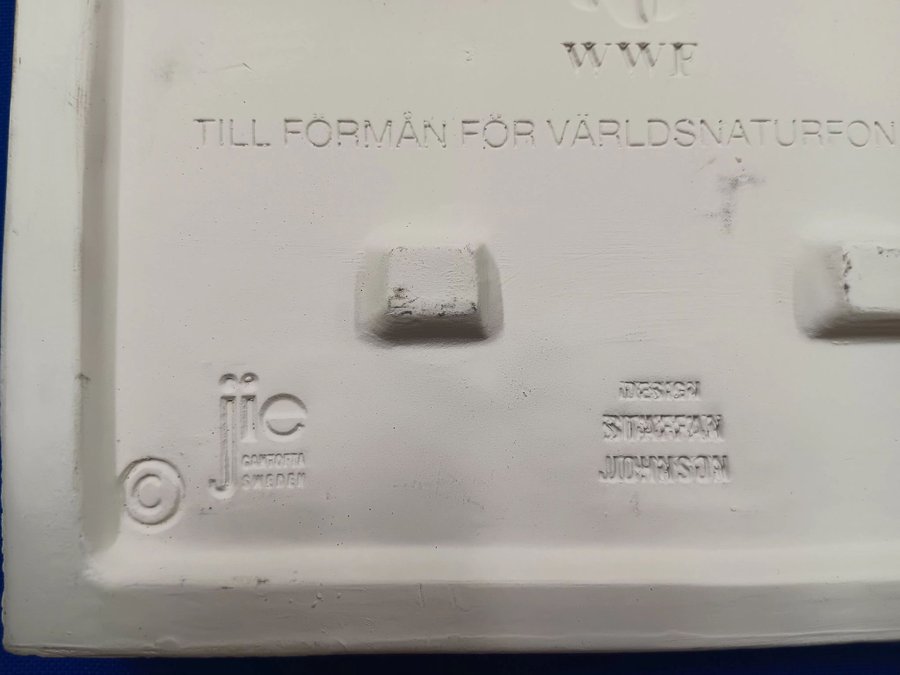 WWF
TILL FÖRMÅN FÖR VÄRLDSNATURFON
jie
GANTOFTA
SWEDEN
©
DESIGN
STAFFAN
JOHNSON